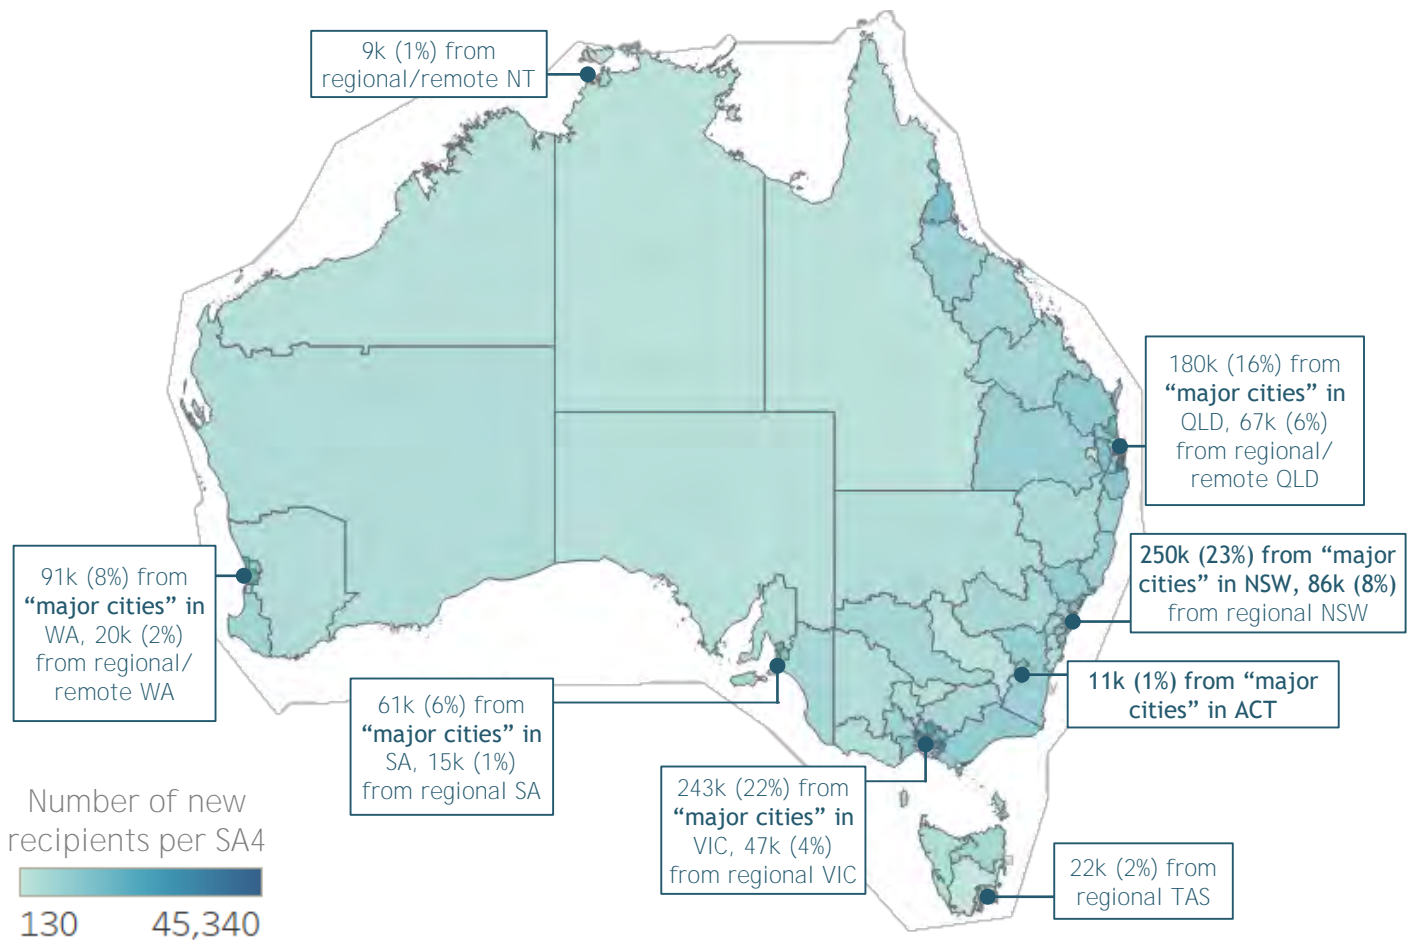 9k (1%) from
regional/remote NT
180k (16%) from
“major cities” in
QLD, 67k (6%)
from regional/
remote QLD
250k (23%) from “major
cities” in NSW, 86k (8%)
from regional NSW
91k (8%) from
“major cities” in
WA, 20k (2%)
from regional/
remote WA
11k (1%) from “major
cities” in ACT
61k (6%) from
“major cities” in
SA, 15k (1%)
from regional SA
243k (22%) from
“major cities” in
VIC, 47k (4%)
from regional VIC
22k (2%) from
regional TAS
Number of new
recipients per SA4
130 45,340